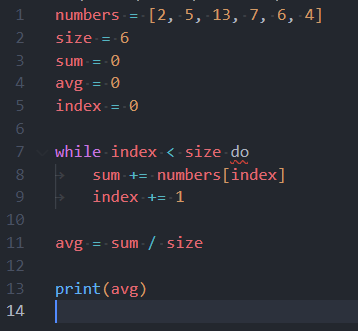 1 numbers = [2, 5, 13, 7, 6, 4]
2 size = 6
3 sum = 0
4 avg = 0
5 index = 0
6
7 while index < size do
8     sum += numbers[index]
9     index += 1
10
11 avg = sum / size
12
13 print(avg)
14